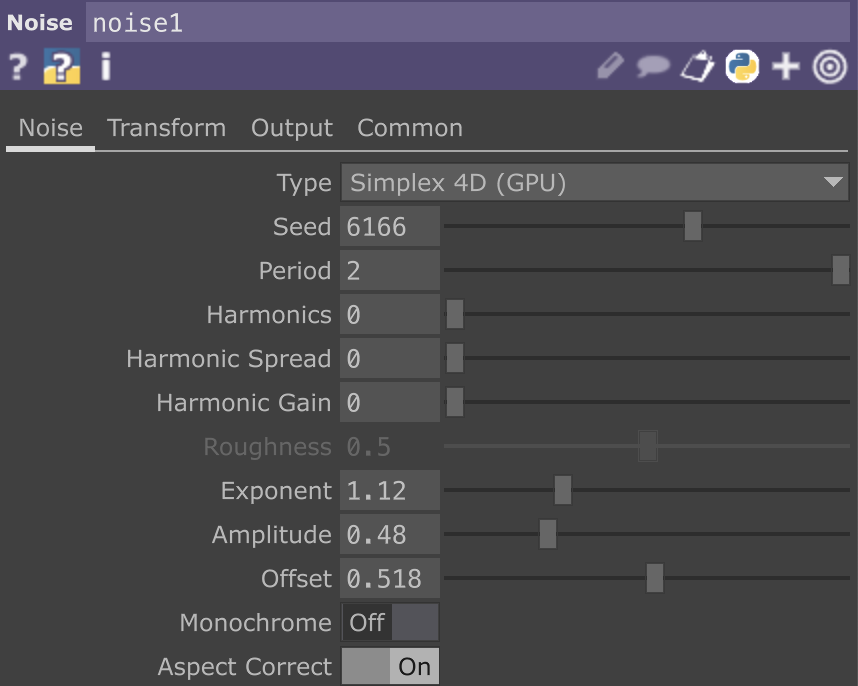 Noise noise1
? ? i
Noise Transform Output Common
Type Simplex 4D (GPU)
Seed 6166
Period 2
Harmonics 0
Harmonic Spread 0
Harmonic Gain 0
Roughness 0.5
Exponent 1.12
Amplitude 0.48
Offset 0.518
Monochrome Off
Aspect Correct On